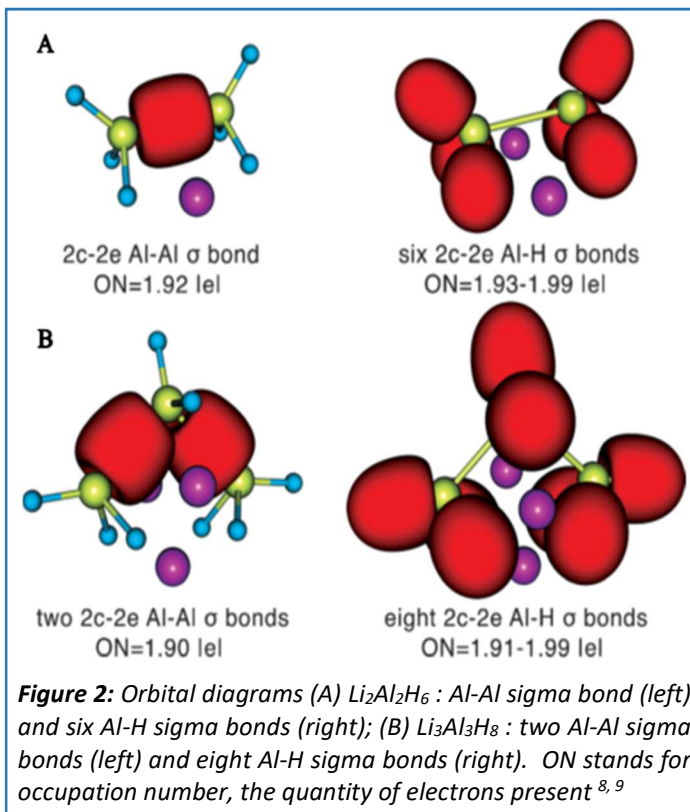 A
2c-2e Al-Al σ bond
ON=1.92 lel
six 2c-2e Al-H σ bonds
ON=1.93-1.99 lel
B
two 2c-2e Al-Al σ bonds
ON=1.90 lel
eight 2c-2e Al-H σ bonds
ON=1.91-1.99 lel
Figure 2: Orbital diagrams (A) Li₂Al₂H₆ : Al-Al sigma bond (left)
and six Al-H sigma bonds (right); (B) Li₃Al₃H₈ : two Al-Al sigma
bonds (left) and eight Al-H sigma bonds (right). ON stands for
occupation number, the quantity of electrons present ⁸˒ ⁹